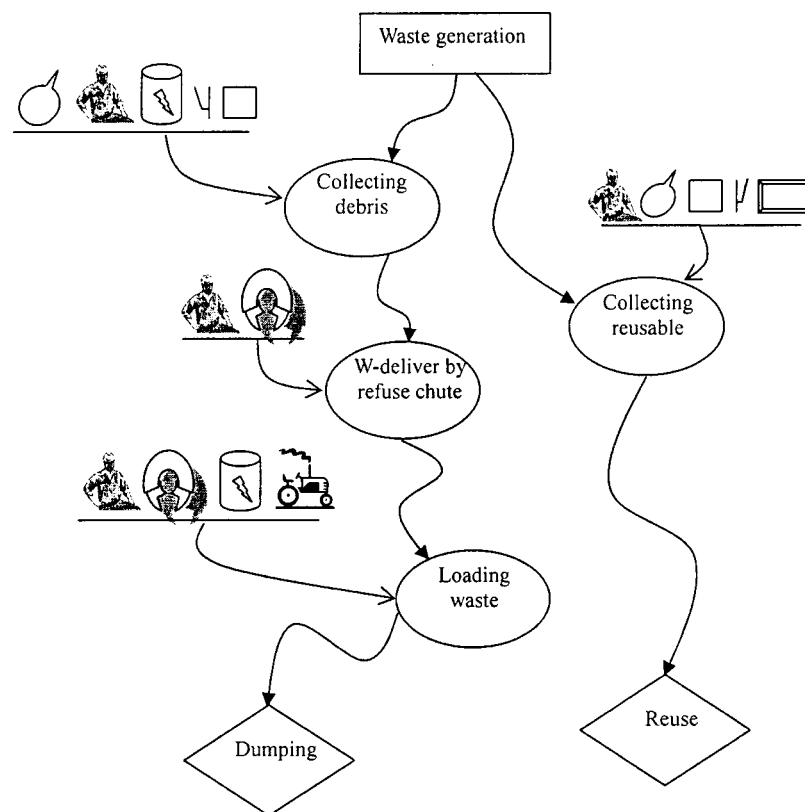 Waste generation
Collecting
debris
Collecting
reusable
W-deliver by
refuse chute
Loading
waste
Reuse
Dumping